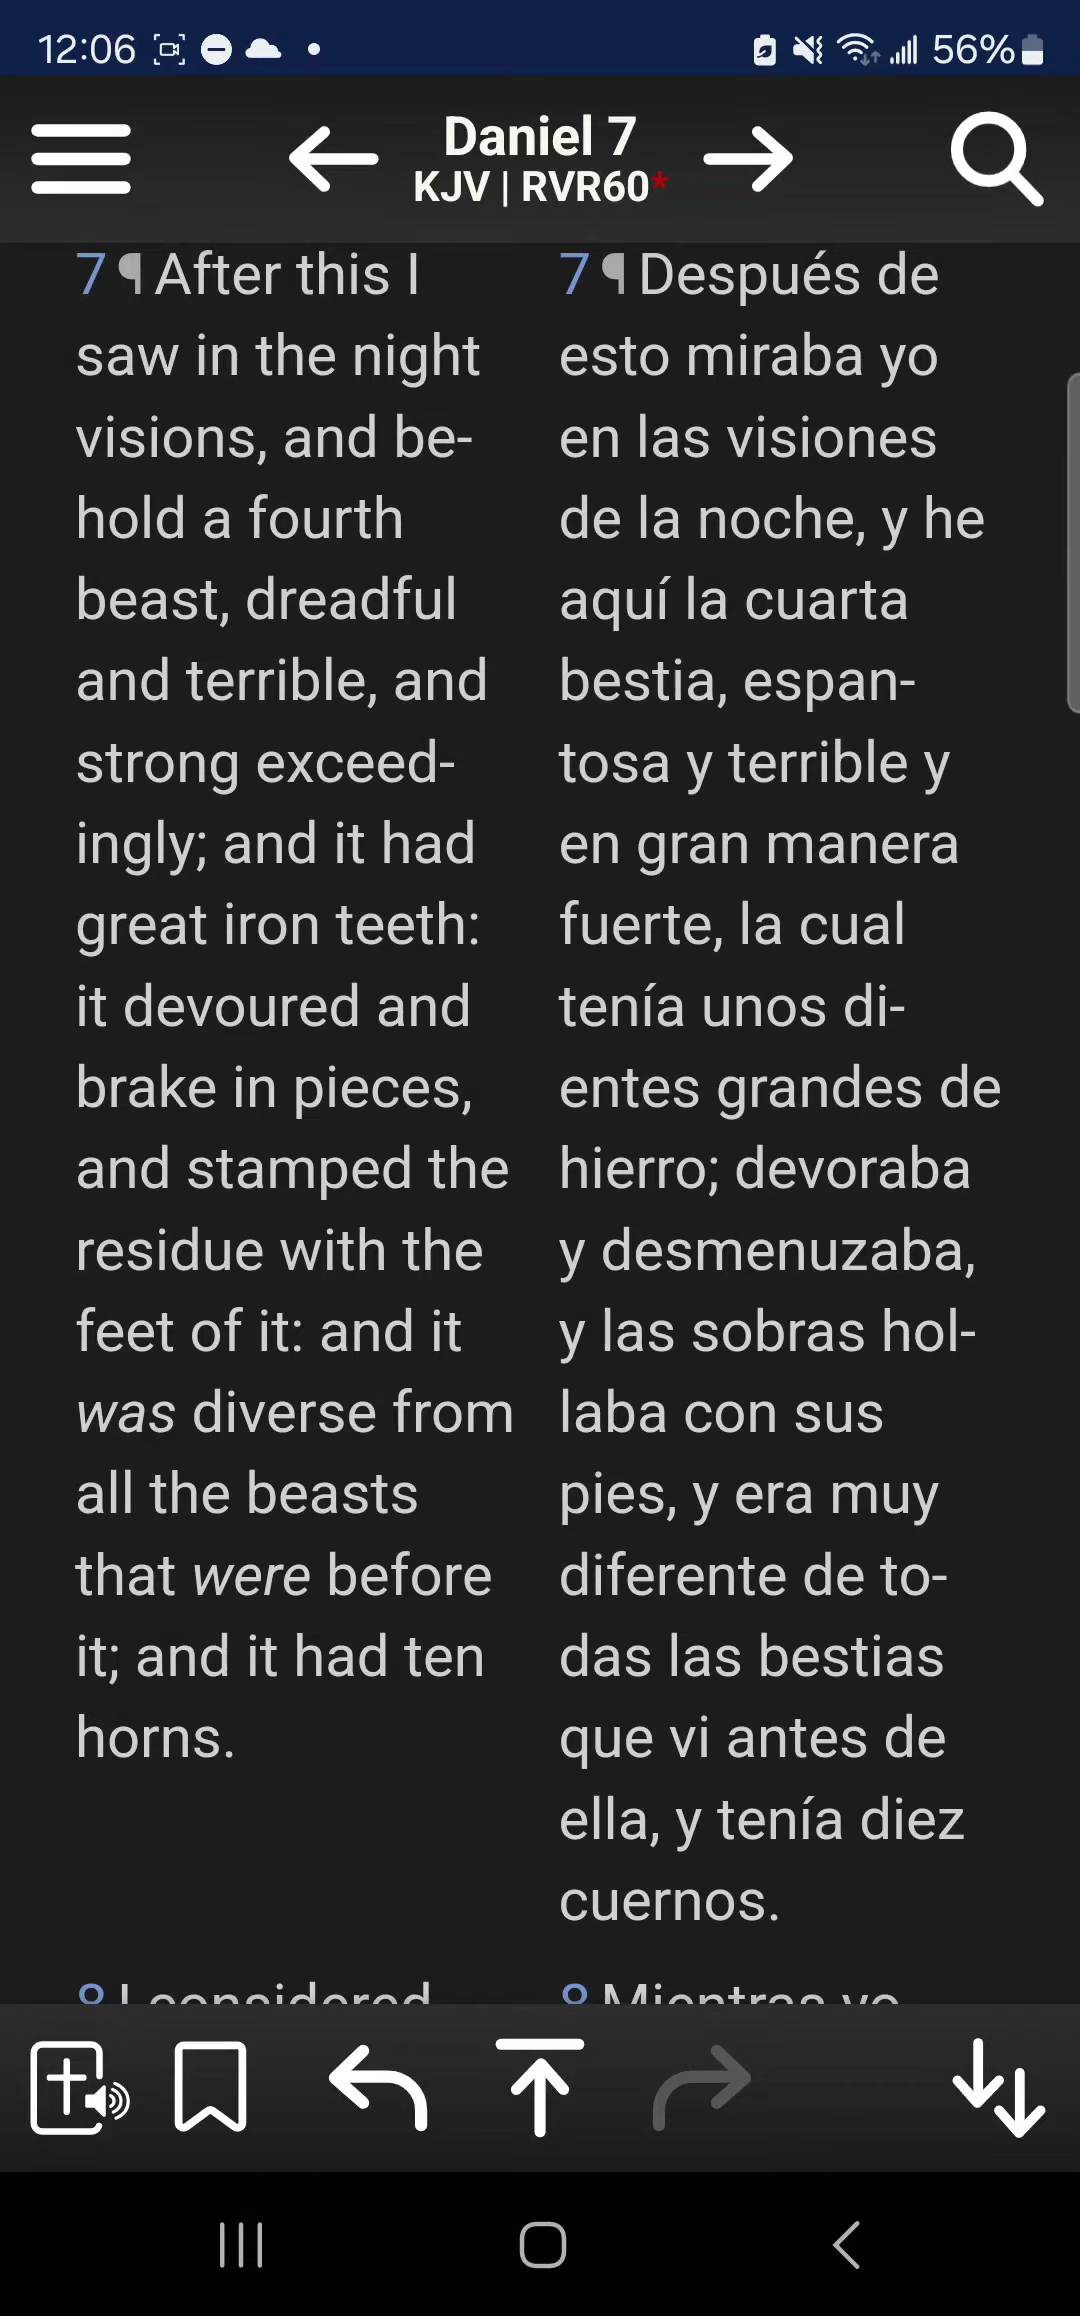 12:06
56%
Daniel 7
KJV | RVR60*
7 ¶ After this I
saw in the night
visions, and be-
hold a fourth
beast, dreadful
and terrible, and
strong exceed-
ingly; and it had
great iron teeth:
it devoured and
brake in pieces,
and stamped the
residue with the
feet of it: and it
was diverse from
all the beasts
that were before
it; and it had ten
horns.
8 I considered
7 ¶ Después de
esto miraba yo
en las visiones
de la noche, y he
aquí la cuarta
bestia, espan-
tosa y terrible y
en gran manera
fuerte, la cual
tenía unos di-
entes grandes de
hierro; devoraba
y desmenuzaba,
y las sobras hol-
laba con sus
pies, y era muy
diferente de to-
das las bestias
que vi antes de
ella, y tenía diez
cuernos.
8 Mientras yo